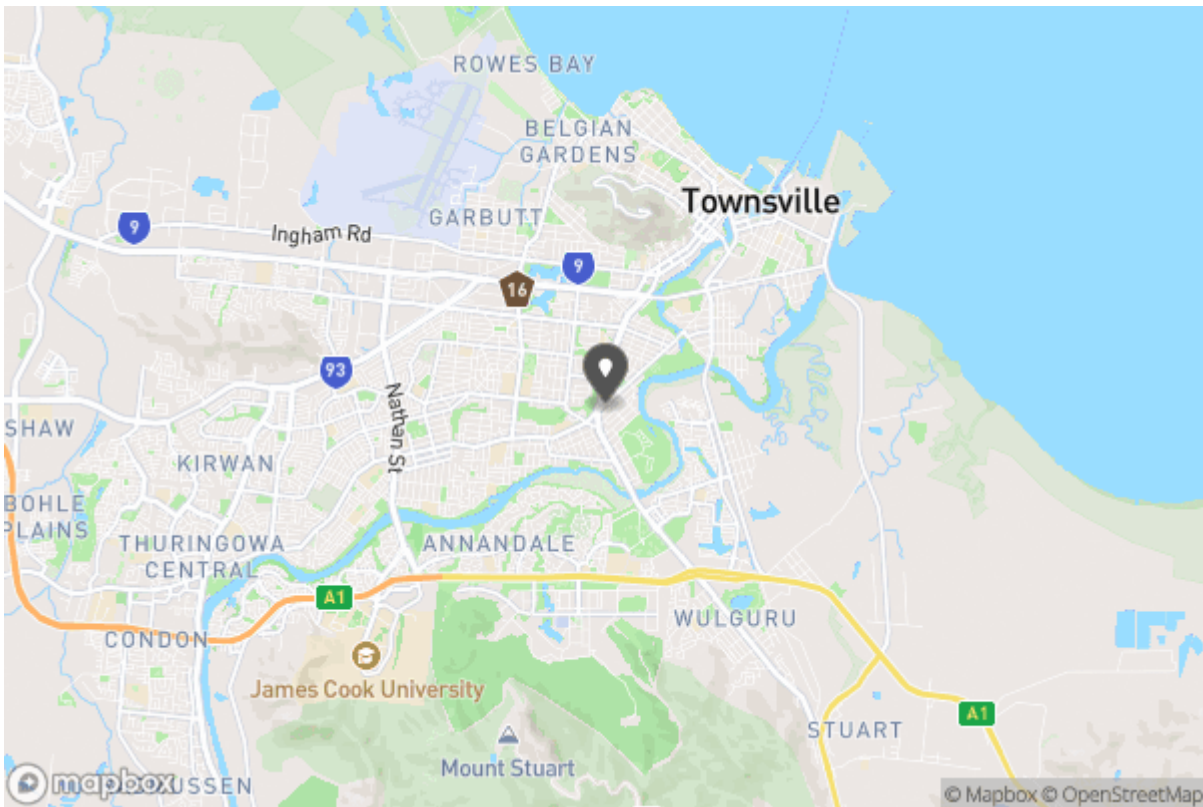 ROWES BAY
BELGIAN
GARDENS
Townsville
GARBUTT
Ingham Rd
9
9
16
93
Nathan St
SHAW
KIRWAN
BOHLE
PLAINS
THURINGOWA
CENTRAL
ANNANDALE
A1
WULGURU
CONDON
James Cook University
STUART
A1
Mount Stuart
mapbox
© Mapbox © OpenStreetMap